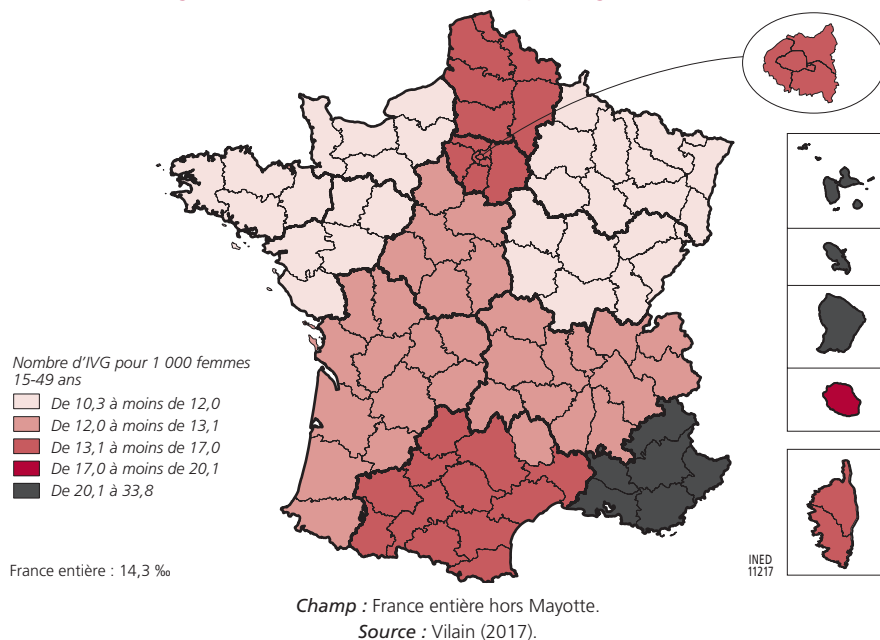 Nombre d'IVG pour 1 000 femmes
15-49 ans
De 10,3 à moins de 12,0
De 12,0 à moins de 13,1
De 13,1 à moins de 17,0
De 17,0 à moins de 20,1
De 20,1 à 33,8
France entière : 14,3 ‰
INED
11217
Champ : France entière hors Mayotte.
Source : Vilain (2017).